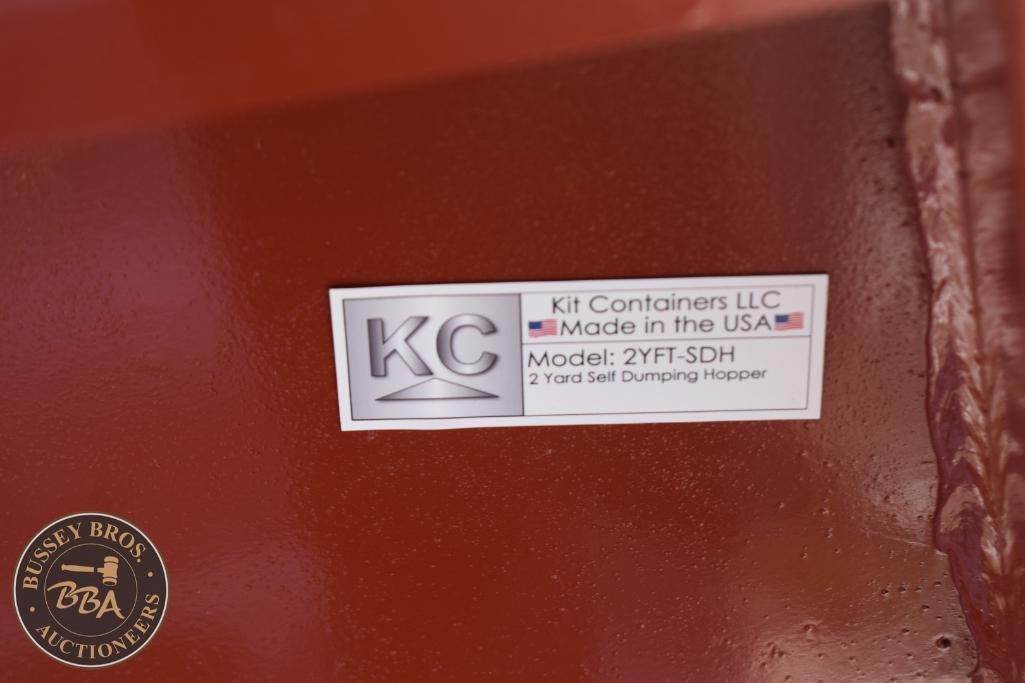 KC
Kit Containers LLC
Made in the USA
Model: 2YFT-SDH
2 Yard Self Dumping Hopper
BUSSEY BROS.
BBA
AUCTIONEERS